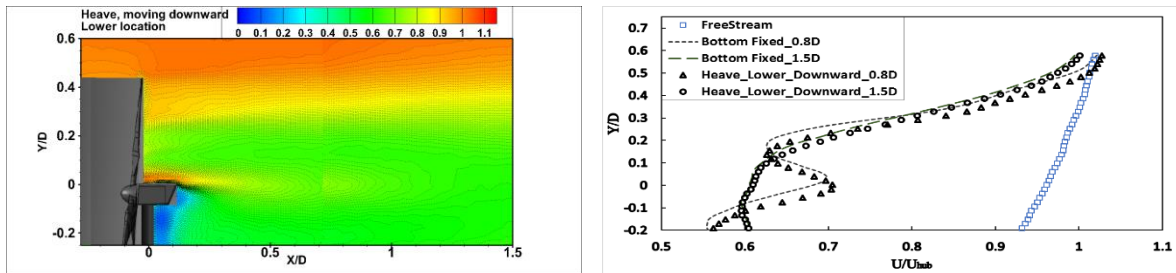 Heave, moving downward
Lower location
0 0.1 0.2 0.3 0.4 0.5 0.6 0.7 0.8 0.9 1 1.1
0.6
0.4
0.2
0
-0.2
Y/D
0 0.5 1 1.5
X/D
FreeStream
Bottom Fixed_0.8D
Bottom Fixed_1.5D
Heave_Lower_Downward_0.8D
Heave_Lower_Downward_1.5D
0.7
0.6
0.5
0.4
0.3
0.2
0.1
0
-0.1
-0.2
Y/D
0.5 0.6 0.7 0.8 0.9 1 1.1
U/Uhub